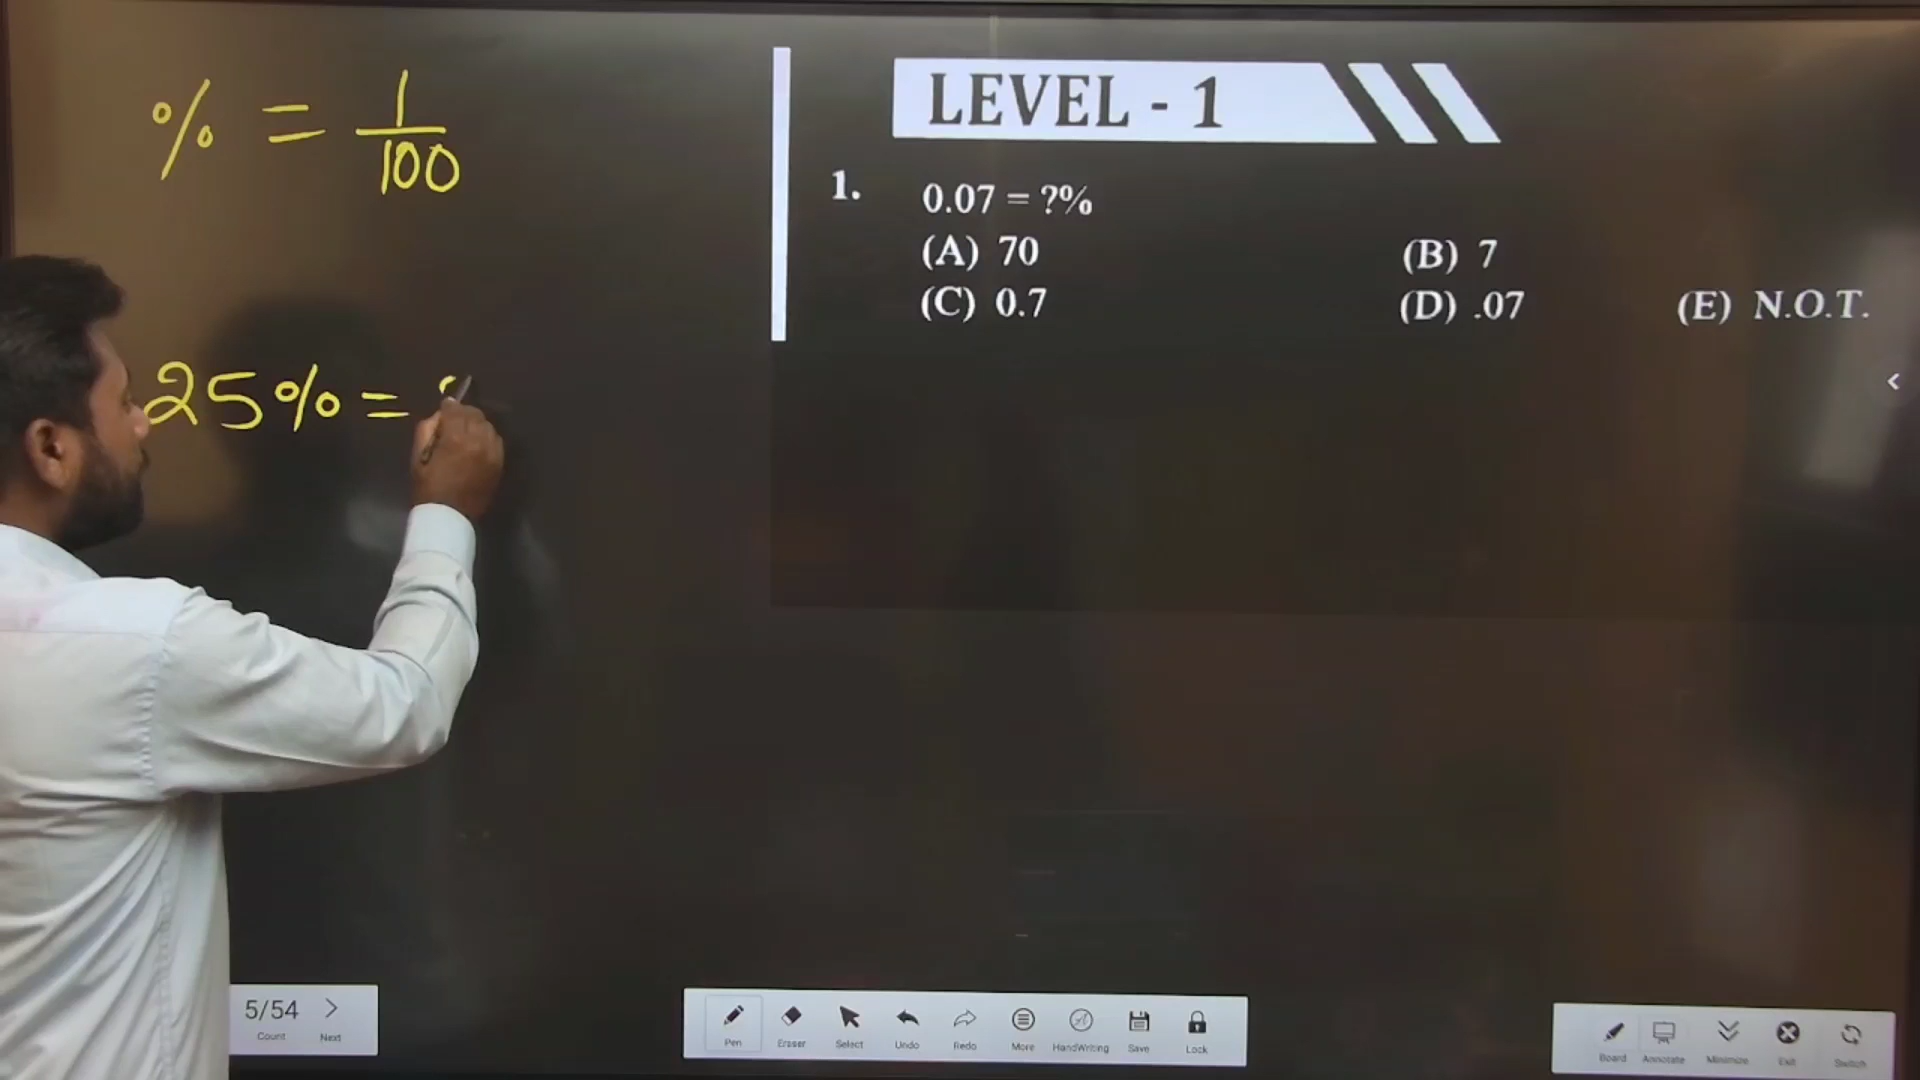 % = 1/100
25% =
LEVEL - 1
1. 0.07 = ?%
(A) 70 (B) 7
(C) 0.7 (D) .07 (E) N.O.T.
<
5/54 >
Count Next
Pen Eraser Select Undo Redo More HandWriting Save Lock
Board Annotate Minimize Exit Switch